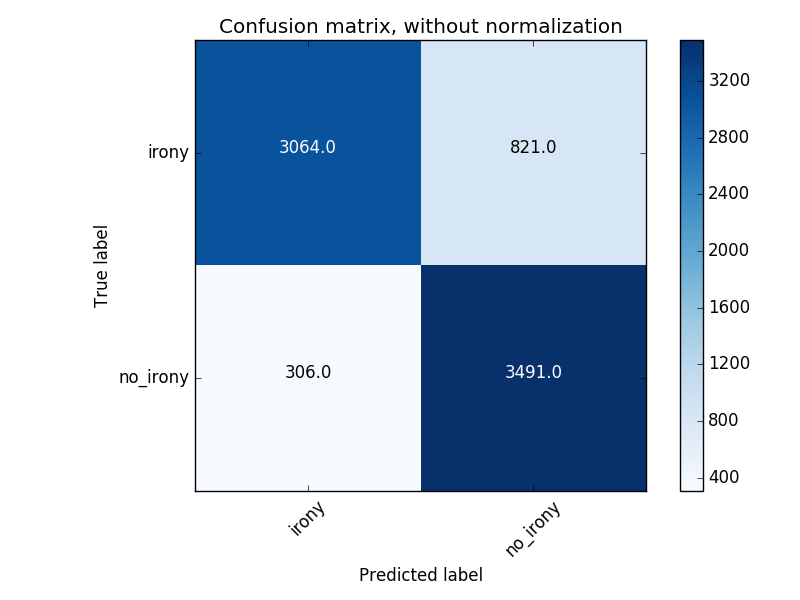 Confusion matrix, without normalization
irony
3064.0
821.0
no_irony
306.0
3491.0
True label
irony
no_irony
Predicted label
3200
2800
2400
2000
1600
1200
800
400